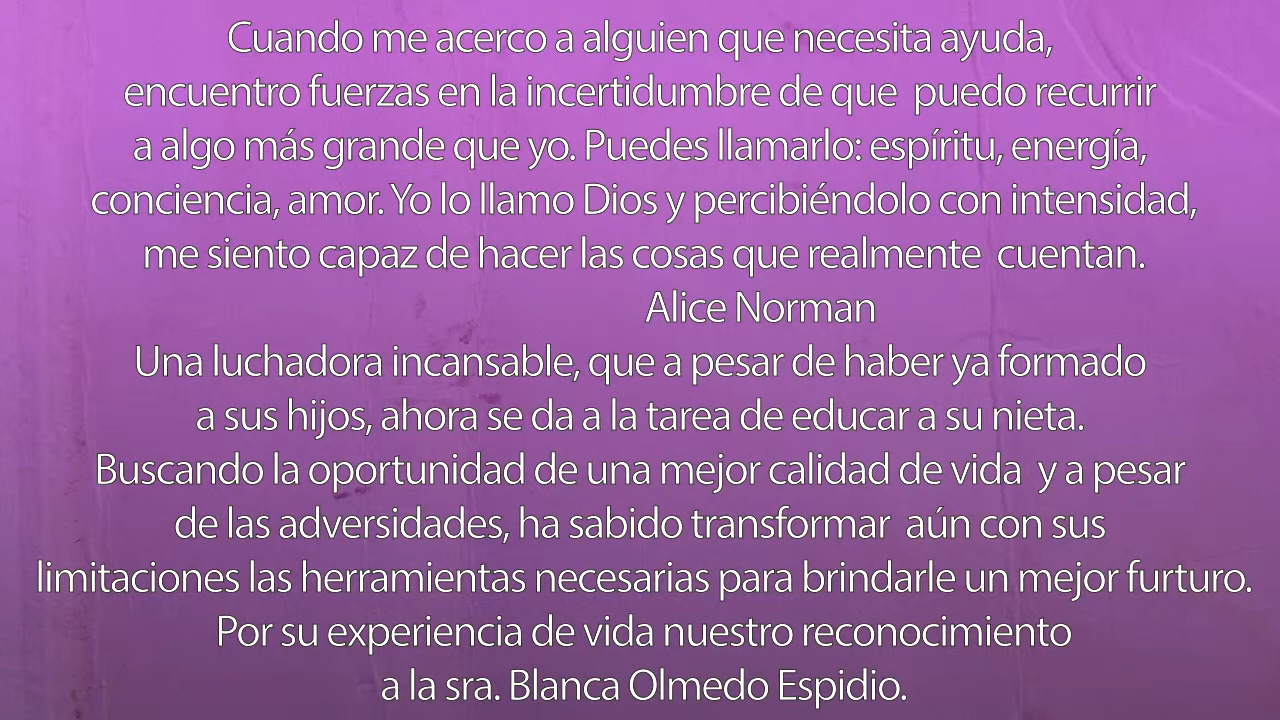 Cuando me acerco a alguien que necesita ayuda,
encuentro fuerzas en la incertidumbre de que puedo recurrir
a algo más grande que yo. Puedes llamarlo: espíritu, energía,
conciencia, amor. Yo lo llamo Dios y percibiéndolo con intensidad,
me siento capaz de hacer las cosas que realmente cuentan.
Alice Norman
Una luchadora incansable, que a pesar de haber ya formado
a sus hijos, ahora se da a la tarea de educar a su nieta.
Buscando la oportunidad de una mejor calidad de vida y a pesar
de las adversidades, ha sabido transformar aún con sus
limitaciones las herramientas necesarias para brindarle un mejor furturo.
Por su experiencia de vida nuestro reconocimiento
a la sra. Blanca Olmedo Espidio.